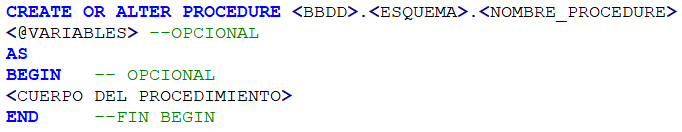 CREATE OR ALTER PROCEDURE <BBDD>.<ESQUEMA>.<NOMBRE_PROCEDURE>
<@VARIABLES> --OPCIONAL
AS
BEGIN   -- OPCIONAL
<CUERPO DEL PROCEDIMIENTO>
END     --FIN BEGIN